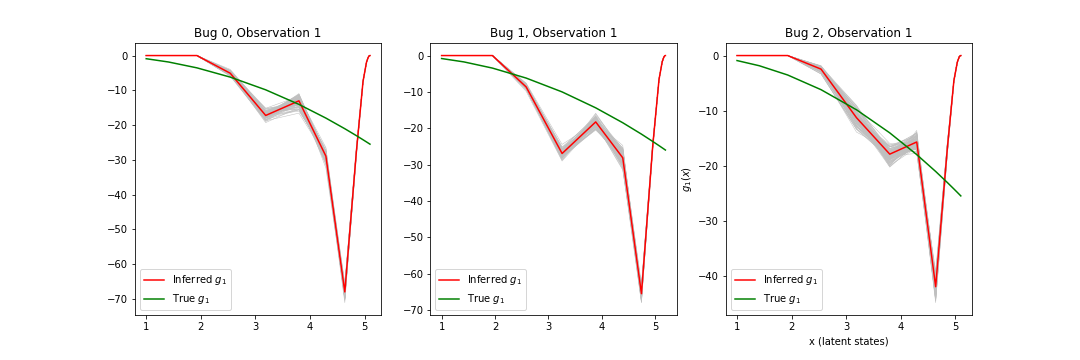 Bug 0, Observation 1
0
−10
−20
−30
−40
−50
−60
−70
1 2 3 4 5
Inferred g₁
True g₁
Bug 1, Observation 1
0
−10
−20
−30
−40
−50
−60
−70
1 2 3 4 5
Inferred g₁
True g₁
Bug 2, Observation 1
g₁(x)
0
−10
−20
−30
−40
1 2 3 4 5
x (latent states)
Inferred g₁
True g₁